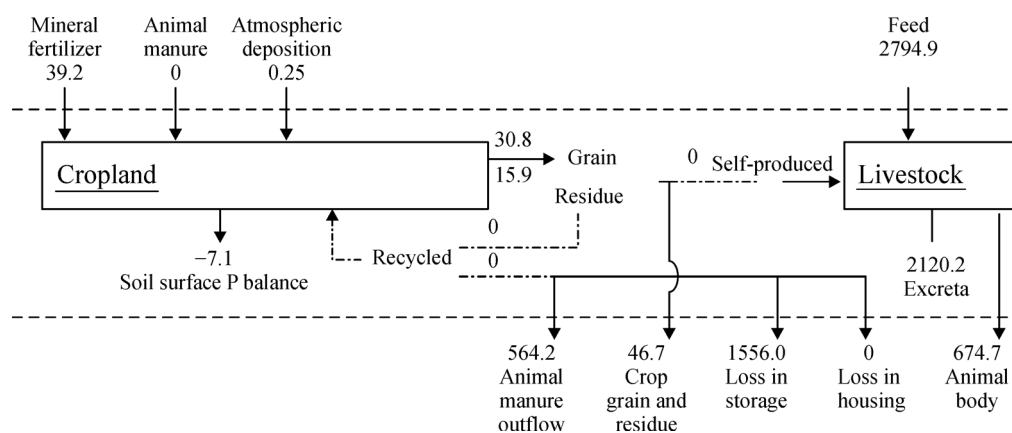 Mineral
fertilizer
39.2
Animal
manure
0
Atmospheric
deposition
0.25
Feed
2794.9
Cropland
30.8
15.9
Grain
Residue
0
Self-produced
Livestock
0
Recycled
0
−7.1
Soil surface P balance
2120.2
Excreta
564.2
Animal
manure
outflow
46.7
Crop
grain and
residue
1556.0
Loss in
storage
0
Loss in
housing
674.7
Animal
body